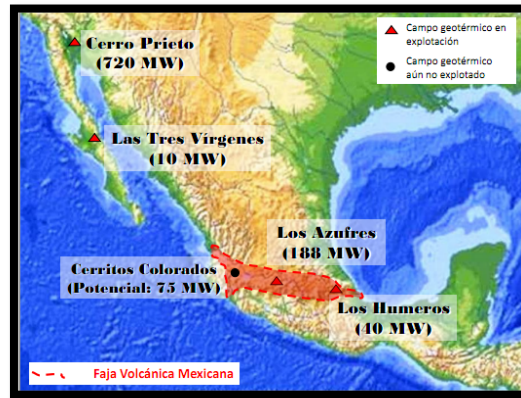 Cerro Prieto
(720 MW)
Campo geotérmico en
explotación
Campo geotérmico
aún no explotado
Las Tres Vírgenes
(10 MW)
Los Azufres
(188 MW)
Cerritos Colorados
(Potencial: 75 MW)
Los Humeros
(40 MW)
Faja Volcánica Mexicana